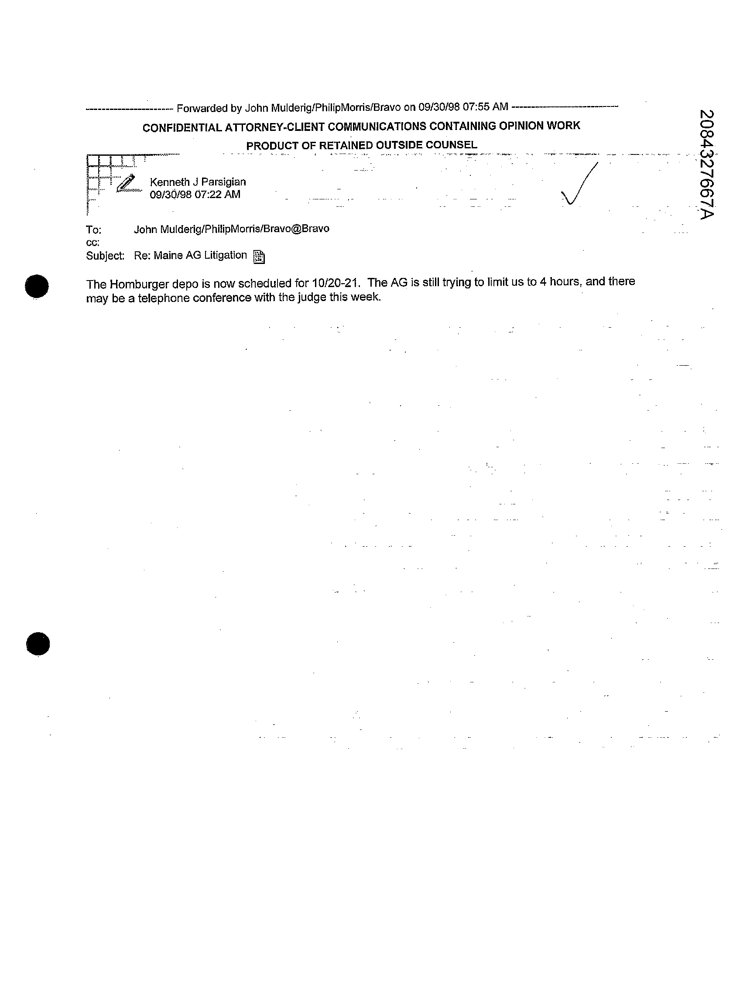 ---------------------- Forwarded by John Mulderig/PhilipMorris/Bravo on 09/30/98 07:55 AM ---------------------------
CONFIDENTIAL ATTORNEY-CLIENT COMMUNICATIONS CONTAINING OPINION WORK
PRODUCT OF RETAINED OUTSIDE COUNSEL
Kenneth J Parsigian
09/30/98 07:22 AM
To: John Mulderig/PhilipMorris/Bravo@Bravo
cc:
Subject: Re: Maine AG Litigation
The Homburger depo is now scheduled for 10/20-21. The AG is still trying to limit us to 4 hours, and there
may be a telephone conference with the judge this week.
2084327667A